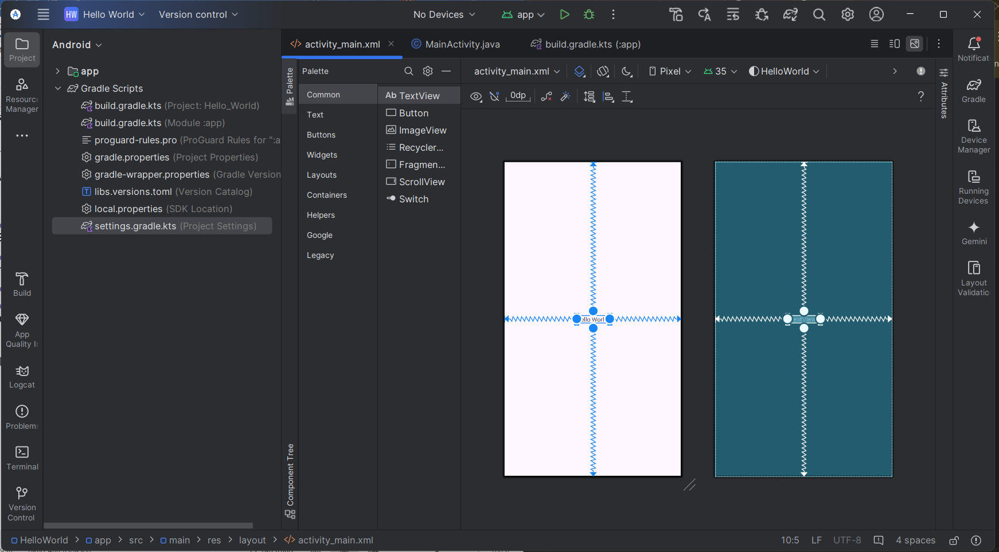 HW Hello World Version control No Devices app
Project
Resourc
Manager
Build
App
Quality I
Logcat
Problem
Terminal
Version
Control
Android
app
Gradle Scripts
build.gradle.kts (Project: Hello_World)
build.gradle.kts (Module :app)
proguard-rules.pro (ProGuard Rules for ":a
gradle.properties (Project Properties)
gradle-wrapper.properties (Gradle Version
libs.versions.toml (Version Catalog)
local.properties (SDK Location)
settings.gradle.kts (Project Settings)
activity_main.xml MainActivity.java build.gradle.kts (:app)
Palette
Component Tree
Palette
Common
Text
Buttons
Widgets
Layouts
Containers
Helpers
Google
Legacy
Ab TextView
Button
ImageView
Recycler...
Fragmen...
ScrollView
Switch
activity_main.xml Pixel 35 HelloWorld
0dp ?
ello Worl
extView
Attributes
Notificat
Gradle
Device
Manager
Running
Devices
Gemini
Layout
Validatio
HelloWorld > app > src > main > res > layout > activity_main.xml
10:5 LF UTF-8 4 spaces